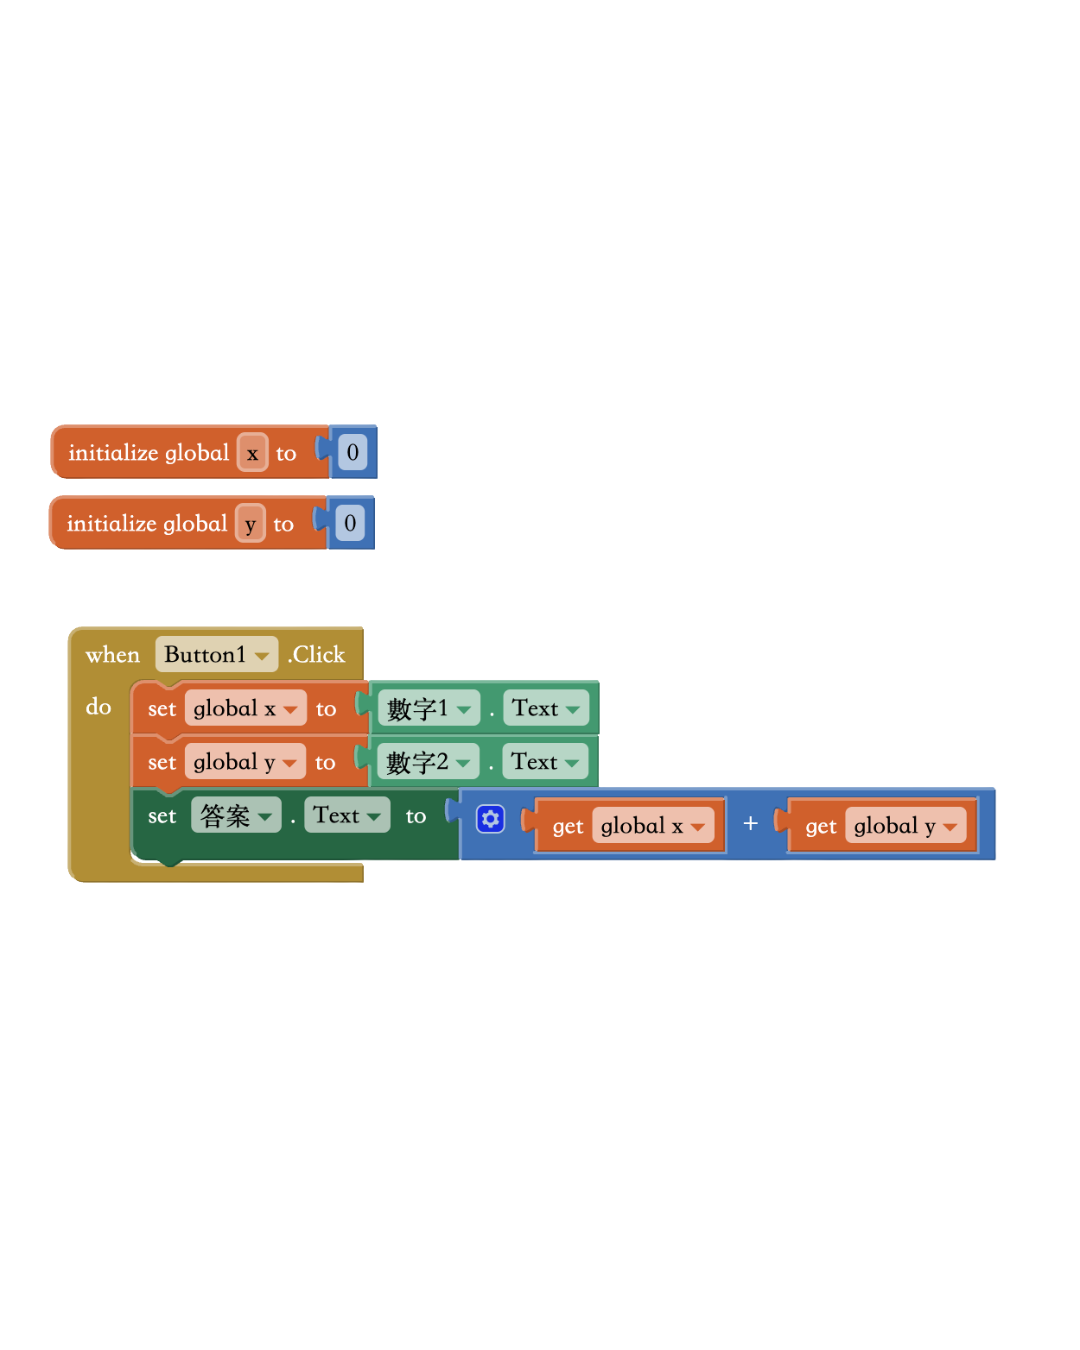 initialize global x to 0
initialize global y to 0
when Button1 .Click
do set global x to 數字1 . Text
set global y to 數字2 . Text
set 答案 . Text to get global x + get global y